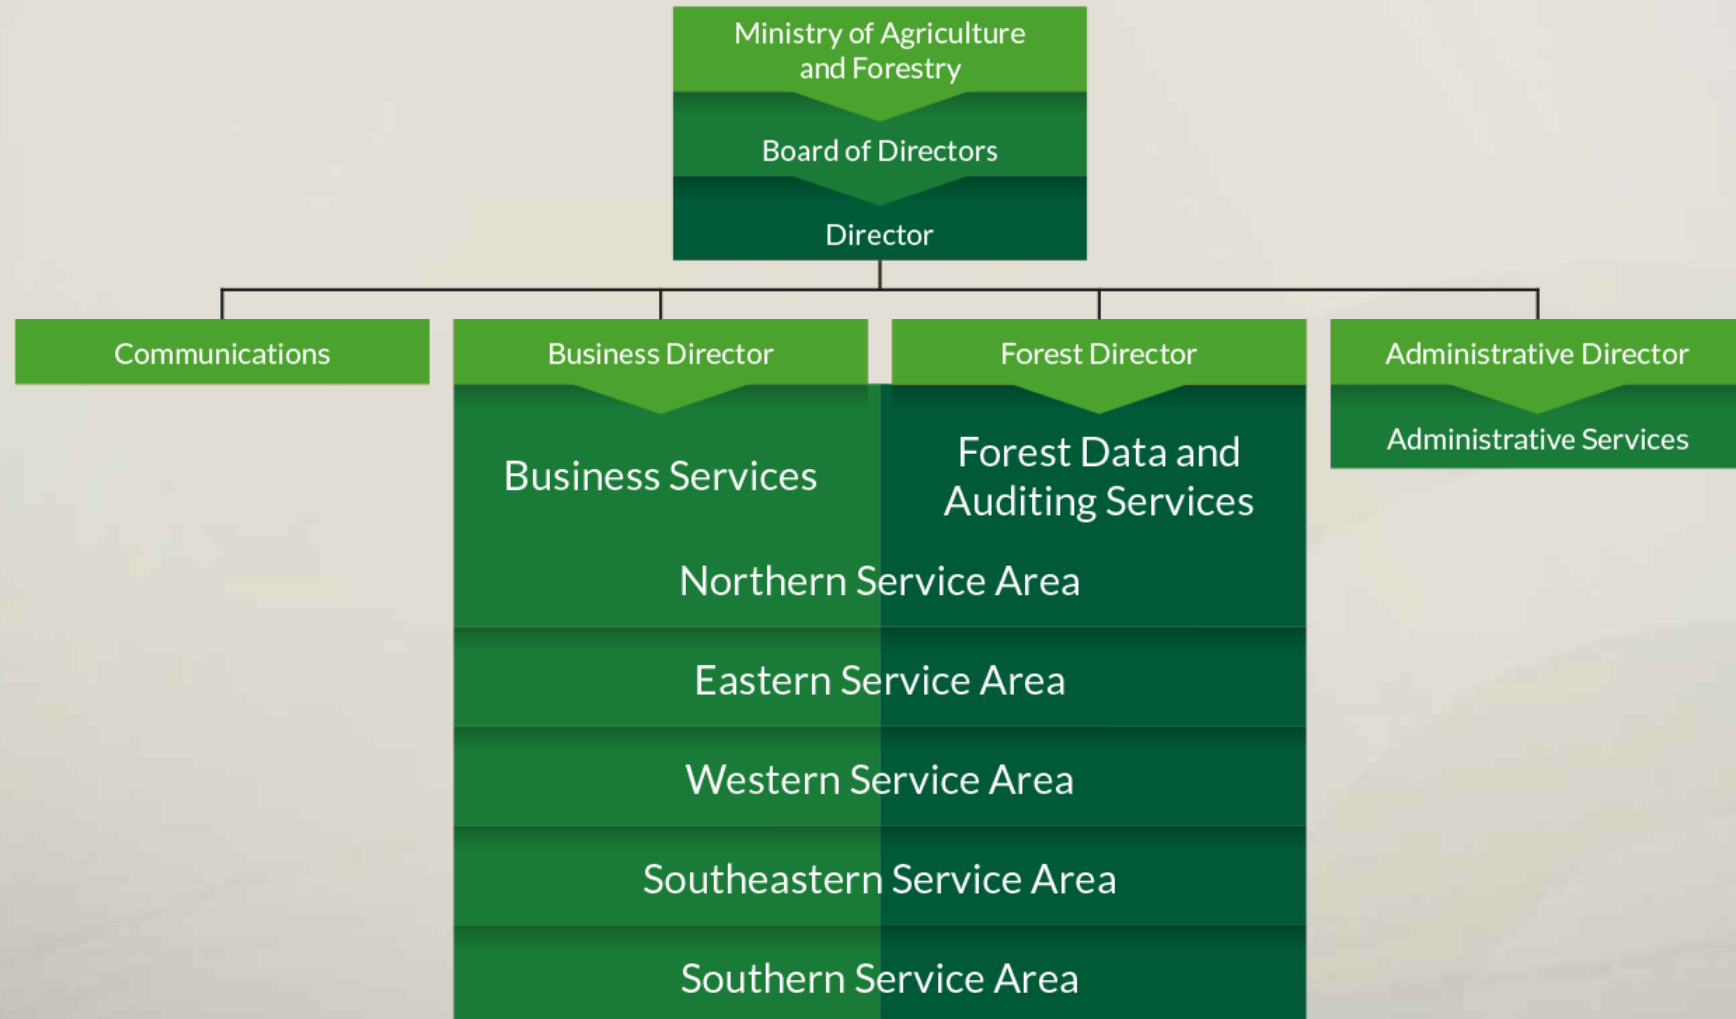 Ministry of Agriculture
and Forestry
Board of Directors
Director
Communications
Business Director
Forest Director
Administrative Director
Business Services
Forest Data and
Auditing Services
Administrative Services
Northern Service Area
Eastern Service Area
Western Service Area
Southeastern Service Area
Southern Service Area